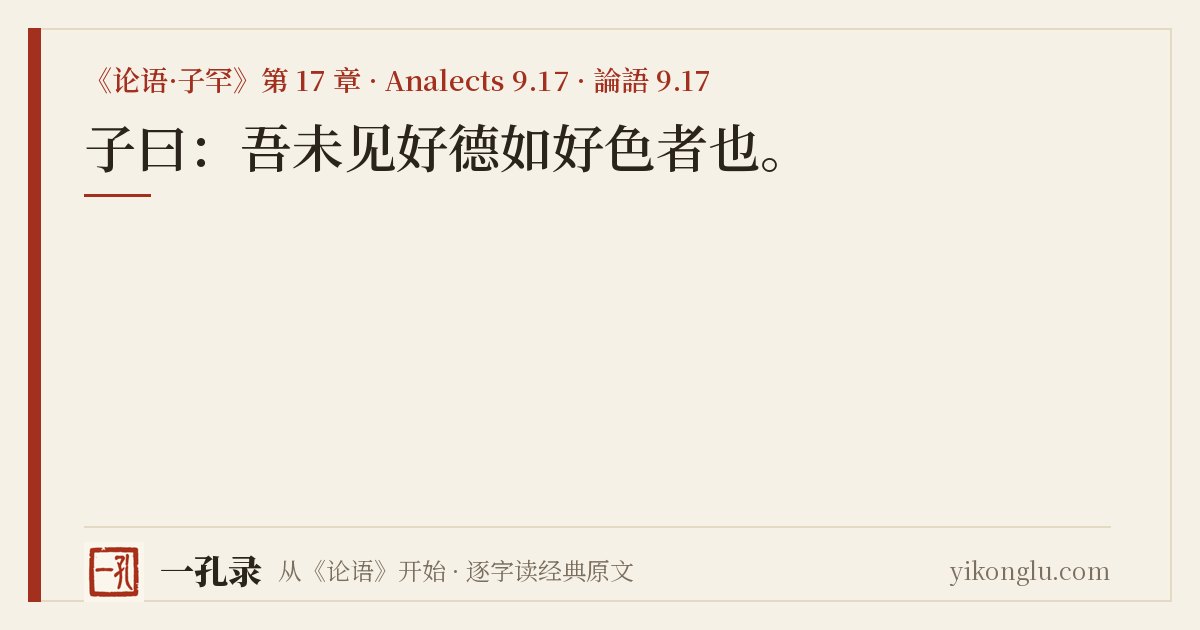 《论语·子罕》第 17 章 · Analects 9.17 · 論語 9.17
子曰：吾未见好德如好色者也。
一孔
一孔录 从《论语》开始 · 逐字读经典原文 yikonglu.com